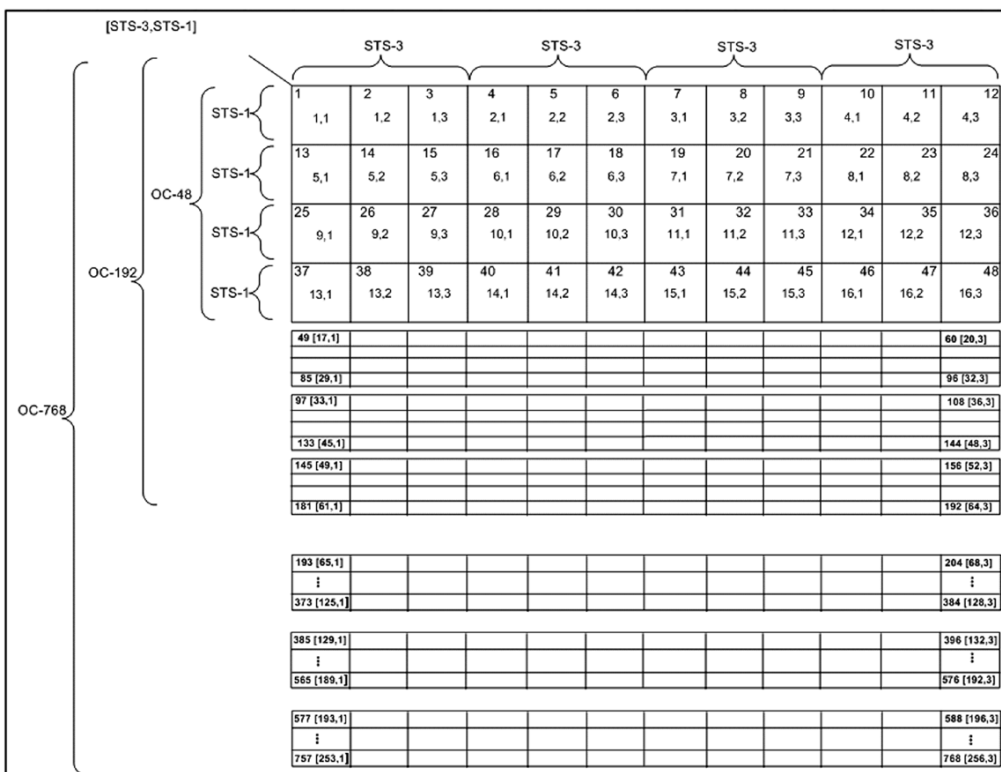 [STS-3,STS-1]
STS-3 STS-3 STS-3 STS-3
1 2 3 4 5 6 7 8 9 10 11 12
STS-1 1,1 1,2 1,3 2,1 2,2 2,3 3,1 3,2 3,3 4,1 4,2 4,3
13 14 15 16 17 18 19 20 21 22 23 24
STS-1 5,1 5,2 5,3 6,1 6,2 6,3 7,1 7,2 7,3 8,1 8,2 8,3
OC-48
25 26 27 28 29 30 31 32 33 34 35 36
STS-1 9,1 9,2 9,3 10,1 10,2 10,3 11,1 11,2 11,3 12,1 12,2 12,3
OC-192
37 38 39 40 41 42 43 44 45 46 47 48
STS-1 13,1 13,2 13,3 14,1 14,2 14,3 15,1 15,2 15,3 16,1 16,2 16,3
49 [17,1] 60 [20,3]
85 [29,1] 96 [32,3]
97 [33,1] 108 [36,3]
OC-768
133 [45,1] 144 [48,3]
145 [49,1] 156 [52,3]
181 [61,1] 192 [64,3]
193 [65,1] 204 [68,3]
⋮ ⋮
373 [125,1] 384 [128,3]
385 [129,1] 396 [132,3]
⋮ ⋮
565 [189,1] 576 [192,3]
577 [193,1] 588 [196,3]
⋮ ⋮
757 [253,1] 768 [256,3]